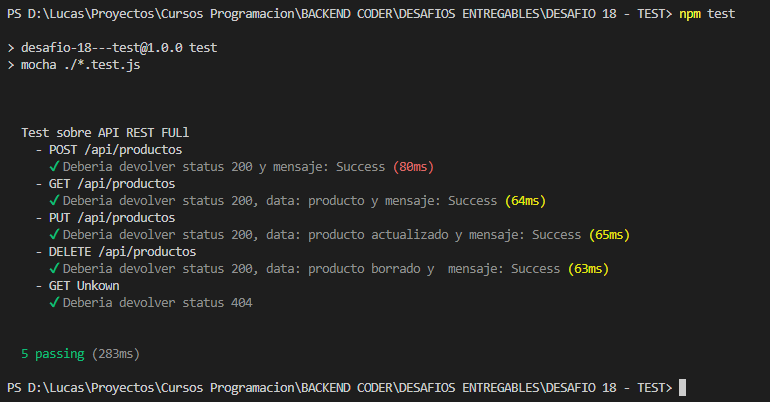 PS D:\Lucas\Proyectos\Cursos Programacion\BACKEND CODER\DESAFIOS ENTREGABLES\DESAFIO 18 - TEST> npm test
> desafio-18---test@1.0.0 test
> mocha ./*.test.js
Test sobre API REST FULl
- POST /api/productos
✓ Deberia devolver status 200 y mensaje: Success (80ms)
- GET /api/productos
✓ Deberia devolver status 200, data: producto y mensaje: Success (64ms)
- PUT /api/productos
✓ Deberia devolver status 200, data: producto actualizado y mensaje: Success (65ms)
- DELETE /api/productos
✓ Deberia devolver status 200, data: producto borrado y  mensaje: Success (63ms)
- GET Unkown
✓ Deberia devolver status 404
5 passing (283ms)
PS D:\Lucas\Proyectos\Cursos Programacion\BACKEND CODER\DESAFIOS ENTREGABLES\DESAFIO 18 - TEST>